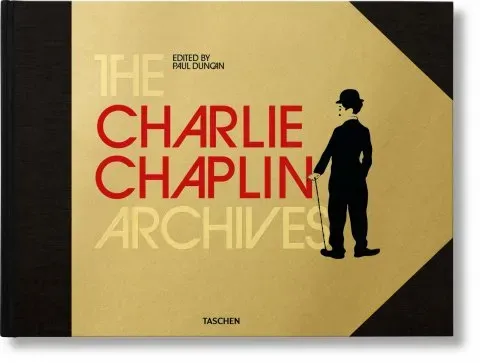 THE
EDITED BY
PAUL DUNCAN
CHARLIE
CHAPLIN
ARCHIVES
TASCHEN